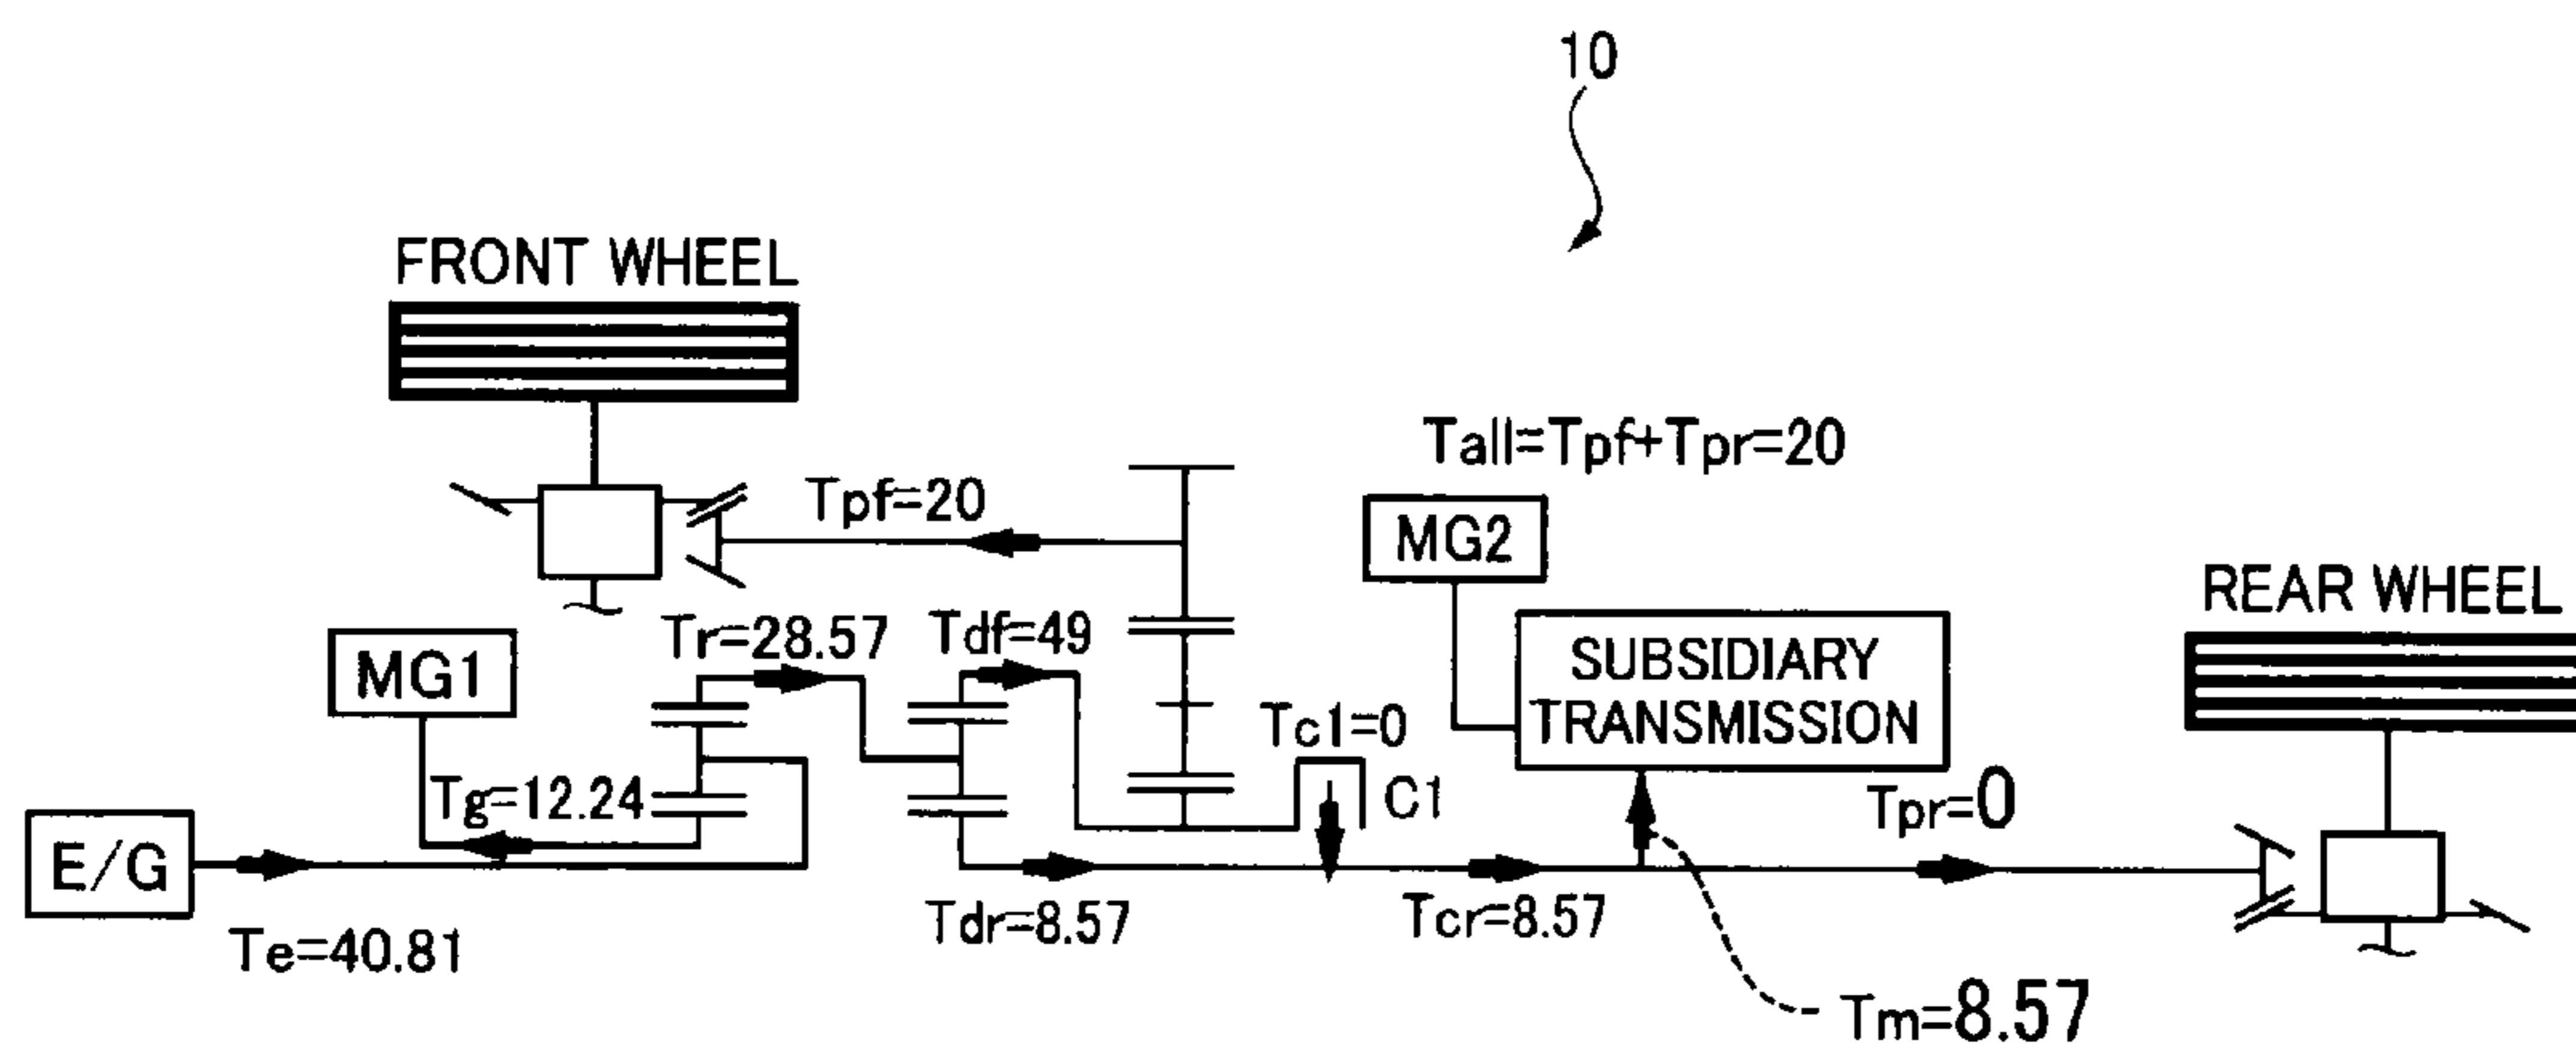 10
FRONT WHEEL
Tall=Tpf+Tpr=20
Tpf=20
MG2
REAR WHEEL
Tr=28.57
Tdf=49
MG1
SUBSIDIARY
TRANSMISSION
Tc1=0
Tg=12.24
C1
Tpr=0
E/G
Te=40.81
Tdr=8.57
Tcr=8.57
Tm=8.57